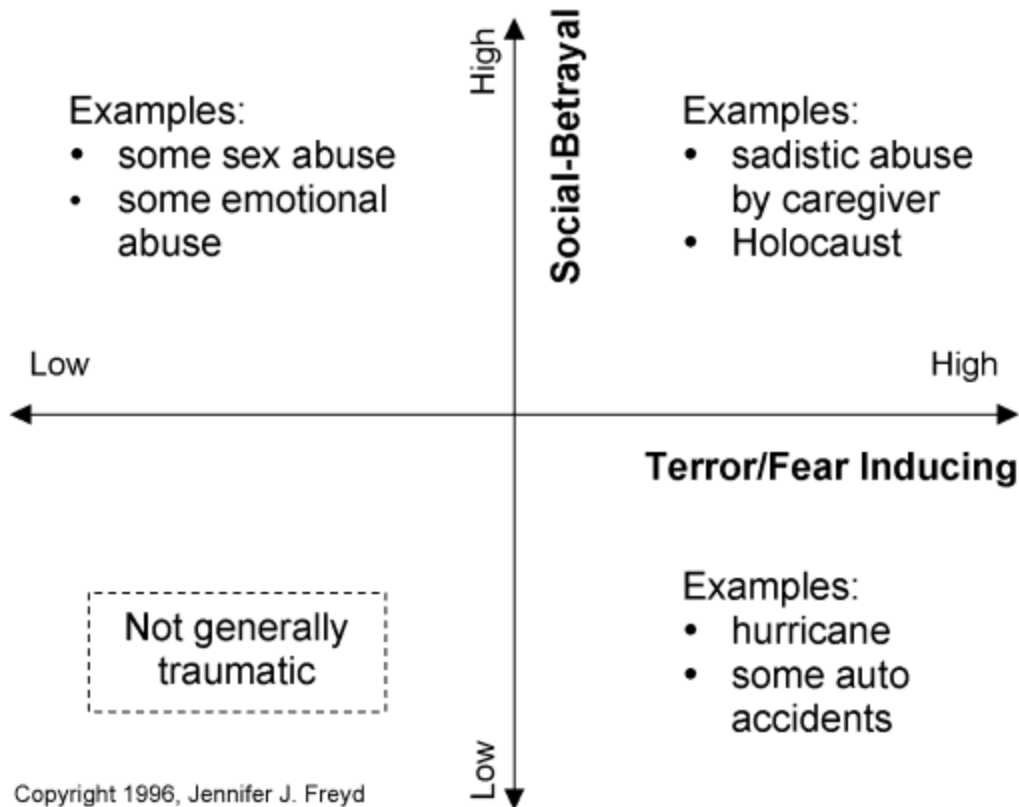 High
Social-Betrayal
Examples:
• some sex abuse
• some emotional
abuse
Examples:
• sadistic abuse
by caregiver
• Holocaust
Low
High
Terror/Fear Inducing
Not generally
traumatic
Examples:
• hurricane
• some auto
accidents
Low
Copyright 1996, Jennifer J. Freyd